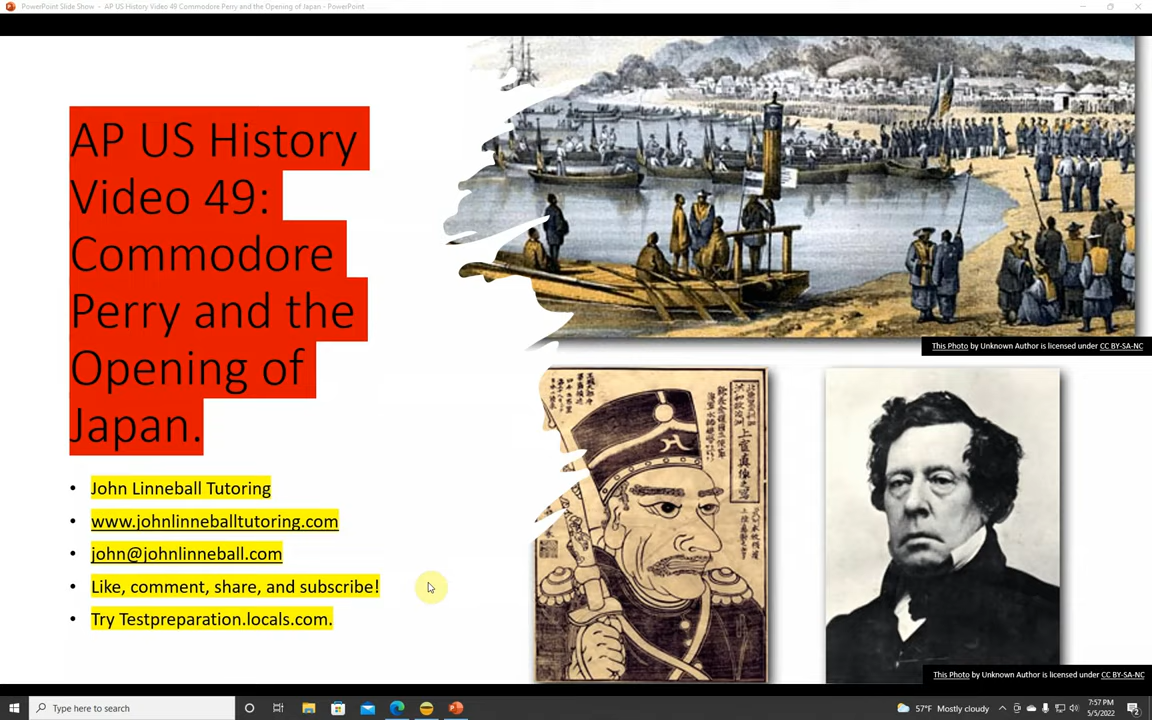 PowerPoint Slide Show - AP US History Video 49 Commodore Perry and the Opening of Japan - PowerPoint
AP US History
Video 49:
Commodore
Perry and the
Opening of
Japan.
• John Linneball Tutoring
• www.johnlinneballtutoring.com
• john@johnlinneball.com
• Like, comment, share, and subscribe!
• Try Testpreparation.locals.com.
This Photo by Unknown Author is licensed under CC BY-SA-NC
This Photo by Unknown Author is licensed under CC BY-SA-NC
Type here to search
57°F Mostly cloudy
7:57 PM
5/5/2022
2